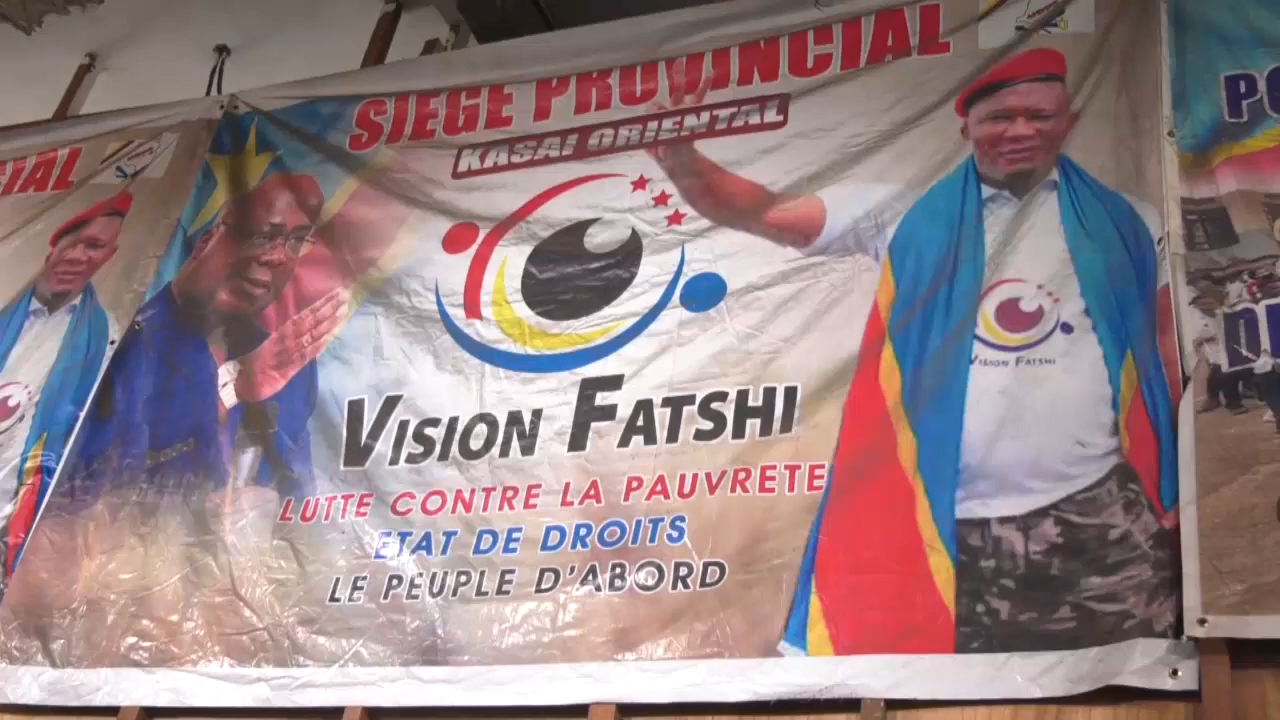 SIEGE PROVINCIAL
KASAI ORIENTAL
VISION FATSHI
LUTTE CONTRE LA PAUVRETE
ETAT DE DROITS
LE PEUPLE D'ABORD
VISION FATSHI